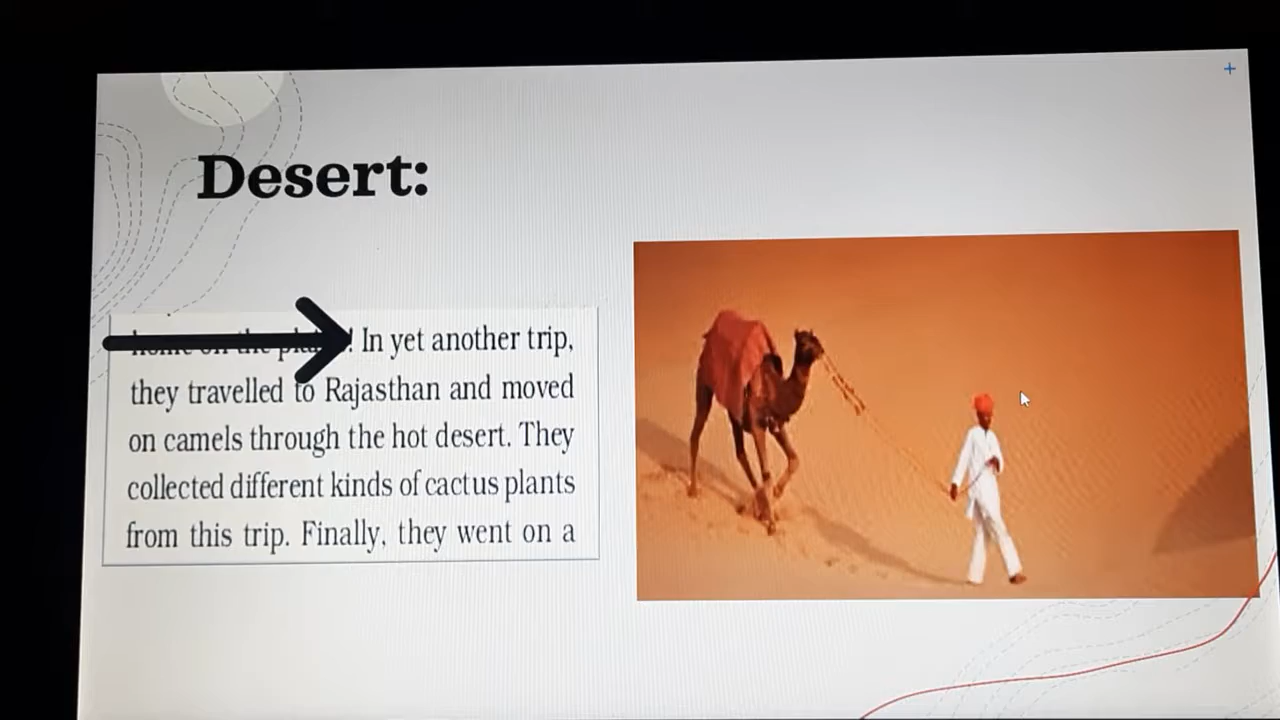 Desert:
In yet another trip,
they travelled to Rajasthan and moved
on camels through the hot desert. They
collected different kinds of cactus plants
from this trip. Finally, they went on a